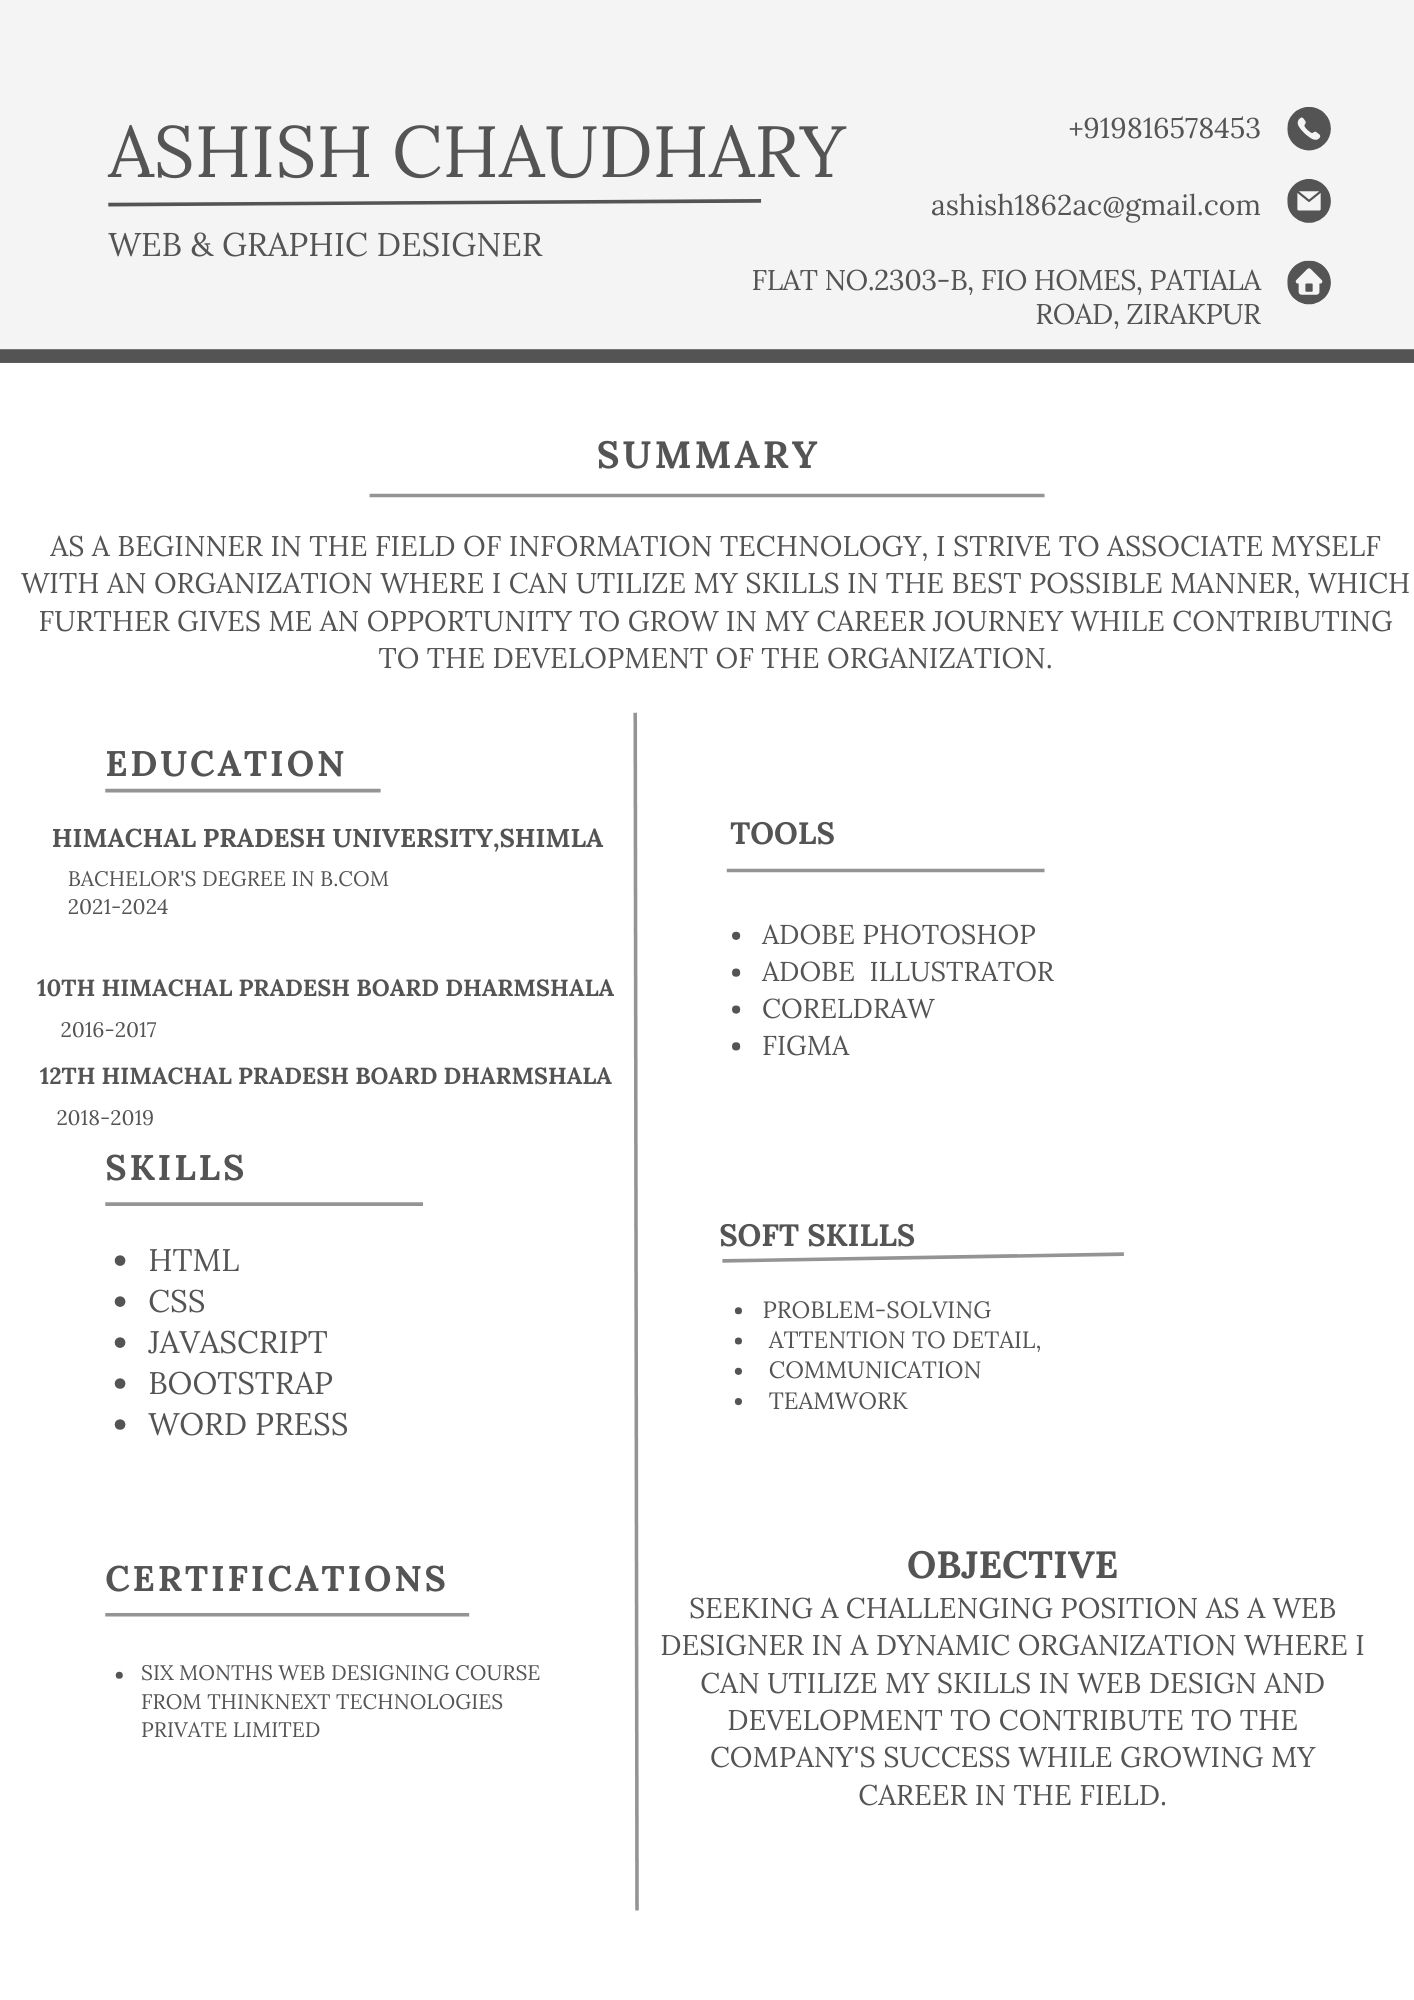 ASHISH CHAUDHARY
WEB & GRAPHIC DESIGNER
+919816578453
ashish1862ac@gmail.com
FLAT NO.2303-B, FIO HOMES, PATIALA
ROAD, ZIRAKPUR
SUMMARY
AS A BEGINNER IN THE FIELD OF INFORMATION TECHNOLOGY, I STRIVE TO ASSOCIATE MYSELF
WITH AN ORGANIZATION WHERE I CAN UTILIZE MY SKILLS IN THE BEST POSSIBLE MANNER, WHICH
FURTHER GIVES ME AN OPPORTUNITY TO GROW IN MY CAREER JOURNEY WHILE CONTRIBUTING
TO THE DEVELOPMENT OF THE ORGANIZATION.
EDUCATION
HIMACHAL PRADESH UNIVERSITY,SHIMLA
BACHELOR'S DEGREE IN B.COM
2021-2024
10TH HIMACHAL PRADESH BOARD DHARMSHALA
2016-2017
12TH HIMACHAL PRADESH BOARD DHARMSHALA
2018-2019
SKILLS
• HTML
• CSS
• JAVASCRIPT
• BOOTSTRAP
• WORD PRESS
CERTIFICATIONS
• SIX MONTHS WEB DESIGNING COURSE
FROM THINKNEXT TECHNOLOGIES
PRIVATE LIMITED
TOOLS
• ADOBE PHOTOSHOP
• ADOBE ILLUSTRATOR
• CORELDRAW
• FIGMA
SOFT SKILLS
• PROBLEM-SOLVING
• ATTENTION TO DETAIL,
• COMMUNICATION
• TEAMWORK
OBJECTIVE
SEEKING A CHALLENGING POSITION AS A WEB
DESIGNER IN A DYNAMIC ORGANIZATION WHERE I
CAN UTILIZE MY SKILLS IN WEB DESIGN AND
DEVELOPMENT TO CONTRIBUTE TO THE
COMPANY'S SUCCESS WHILE GROWING MY
CAREER IN THE FIELD.